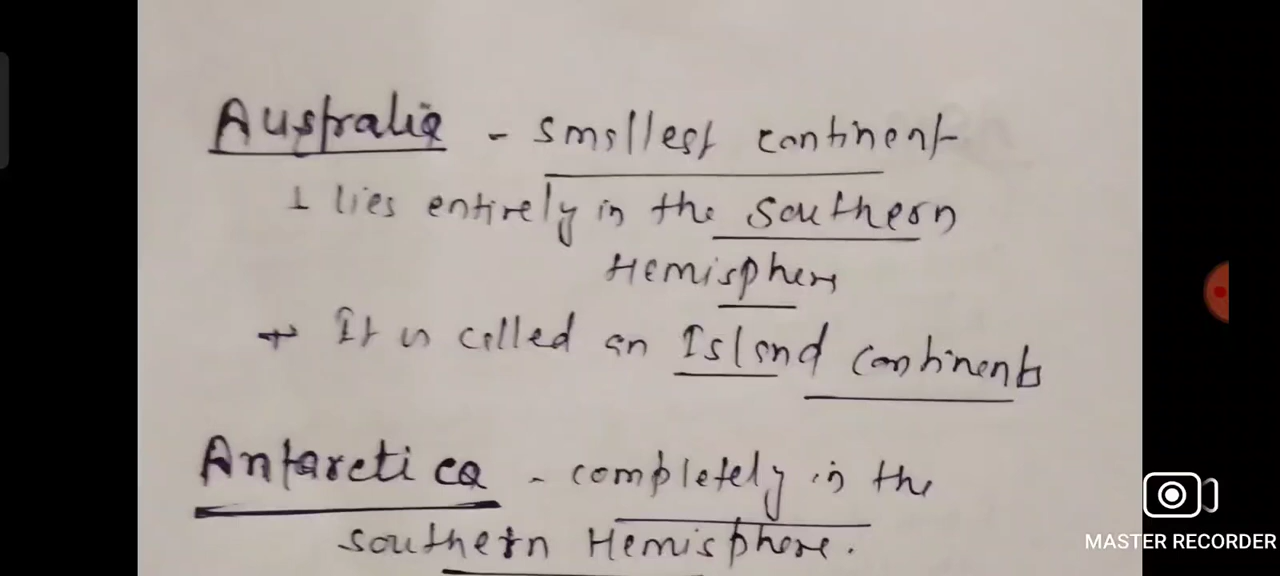 Australia - smallest continent
lies entirely in the southern
Hemisphere
→ It is called an Island continents
Antarctica - completely in the
southern Hemisphere.
MASTER RECORDER